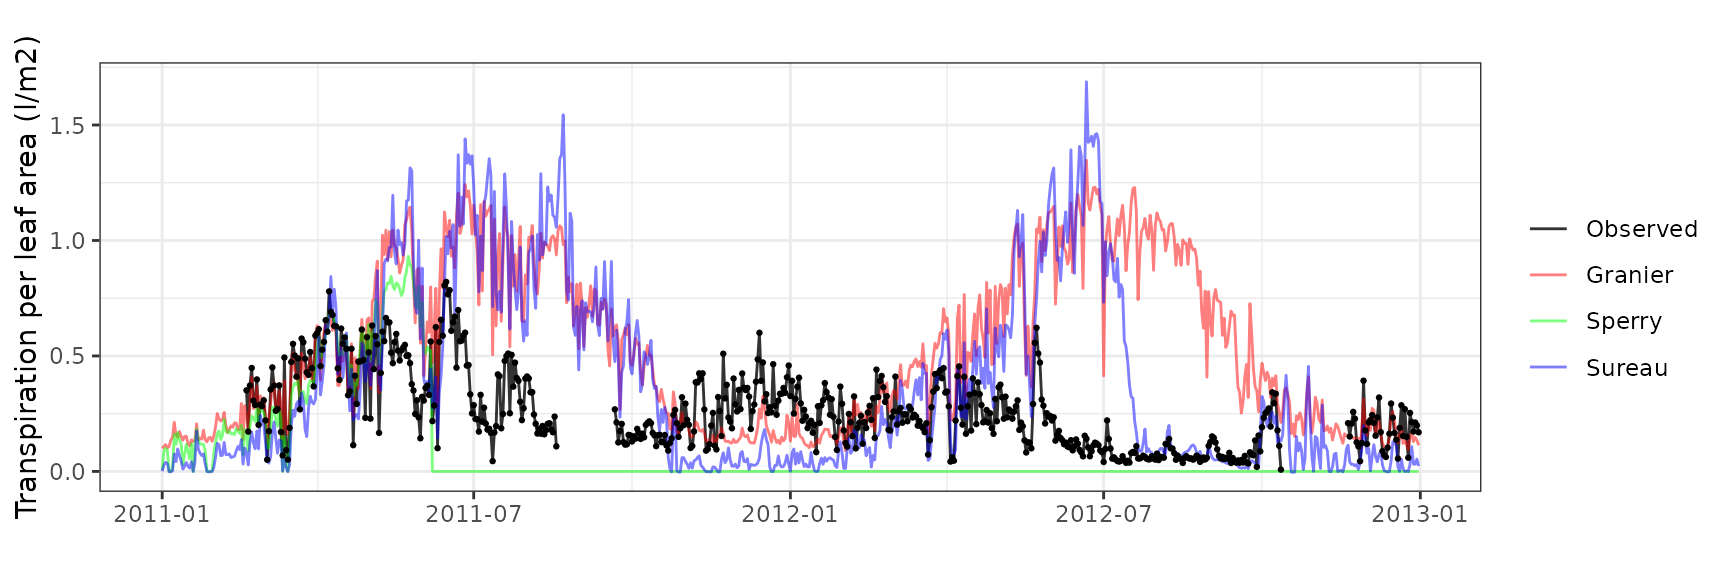 Transpiration per leaf area (l/m2)
1.5
1.0
0.5
0.0
2011-01
2011-07
2012-01
2012-07
2013-01
Observed
Granier
Sperry
Sureau